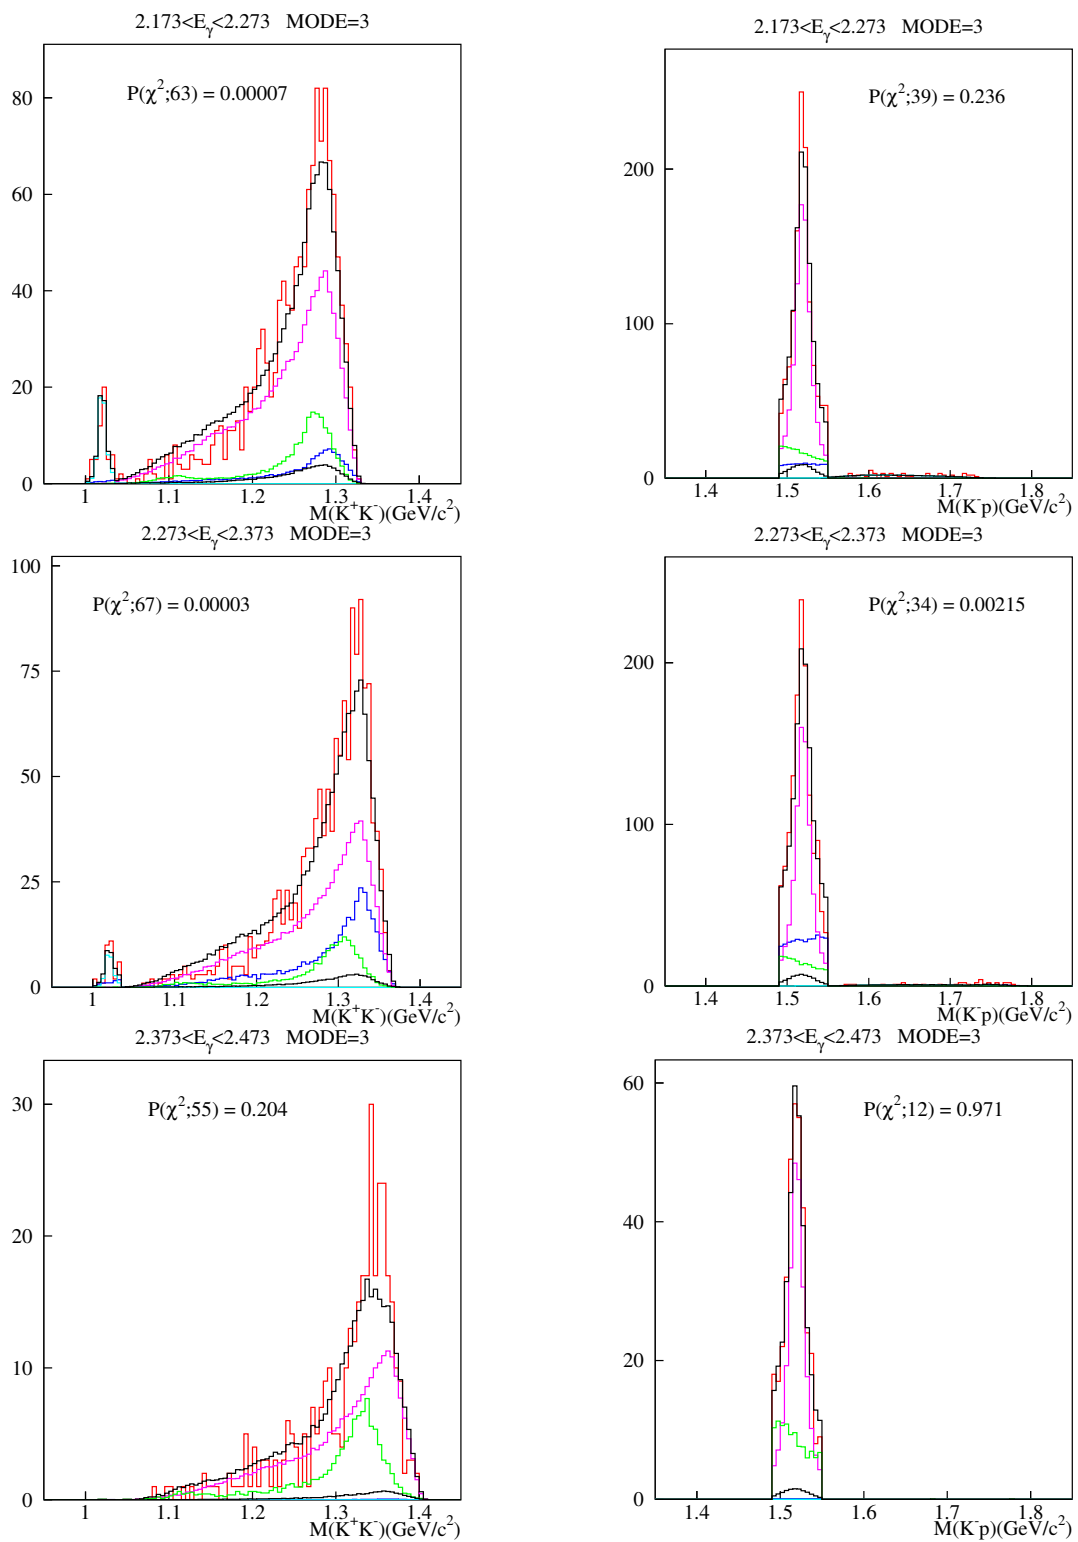 2.173<Eγ<2.273 MODE=3
P(χ²;63) = 0.00007
80
60
40
20
0
1 1.1 1.2 1.3 1.4
M(K⁺K⁻)(GeV/c²)
2.173<Eγ<2.273 MODE=3
P(χ²;39) = 0.236
200
100
0
1.4 1.5 1.6 1.7 1.8
M(K⁻p)(GeV/c²)
2.273<Eγ<2.373 MODE=3
100
P(χ²;67) = 0.00003
75
50
25
0
1 1.1 1.2 1.3 1.4
M(K⁺K⁻)(GeV/c²)
2.273<Eγ<2.373 MODE=3
P(χ²;34) = 0.00215
200
100
0
1.4 1.5 1.6 1.7 1.8
M(K⁻p)(GeV/c²)
2.373<Eγ<2.473 MODE=3
30
P(χ²;55) = 0.204
20
10
0
1 1.1 1.2 1.3 1.4
M(K⁺K⁻)(GeV/c²)
2.373<Eγ<2.473 MODE=3
60
P(χ²;12) = 0.971
40
20
0
1.4 1.5 1.6 1.7 1.8
M(K⁻p)(GeV/c²)